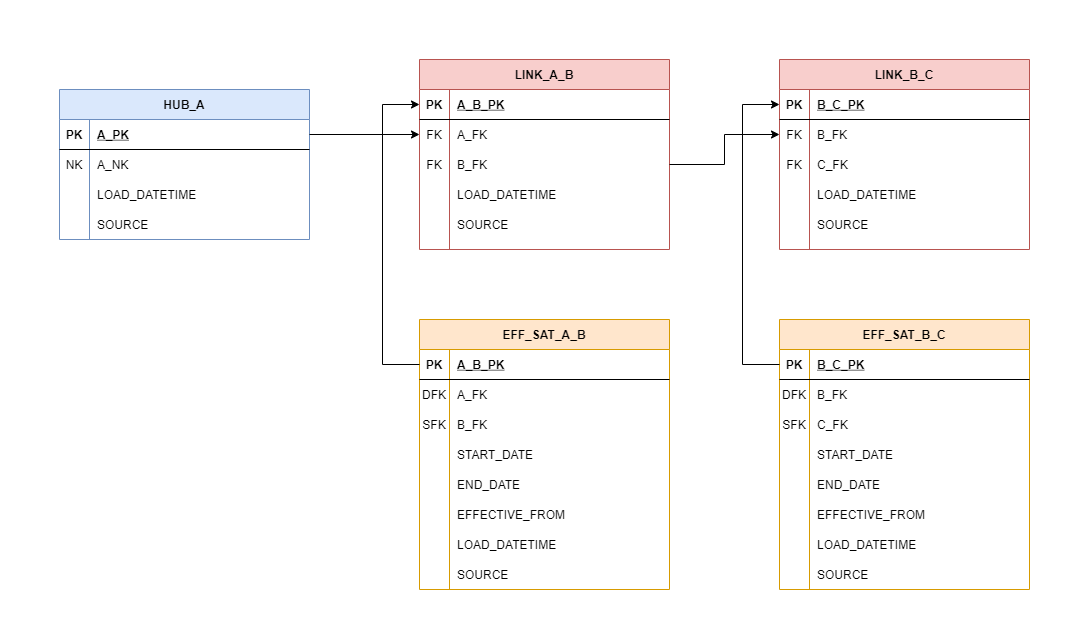 HUB_A
PK A_PK
NK A_NK
LOAD_DATETIME
SOURCE
LINK_A_B
PK A_B_PK
FK A_FK
FK B_FK
LOAD_DATETIME
SOURCE
LINK_B_C
PK B_C_PK
FK B_FK
FK C_FK
LOAD_DATETIME
SOURCE
EFF_SAT_A_B
PK A_B_PK
DFK A_FK
SFK B_FK
START_DATE
END_DATE
EFFECTIVE_FROM
LOAD_DATETIME
SOURCE
EFF_SAT_B_C
PK B_C_PK
DFK B_FK
SFK C_FK
START_DATE
END_DATE
EFFECTIVE_FROM
LOAD_DATETIME
SOURCE